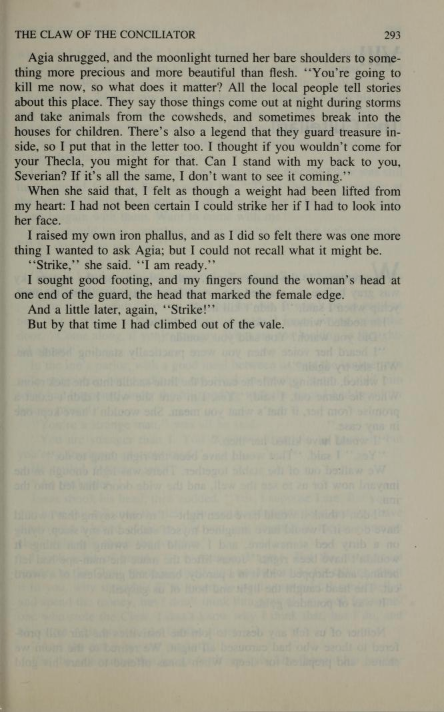 THE CLAW OF THE CONCILIATOR 293
Agia shrugged, and the moonlight turned her bare shoulders to some-
thing more precious and more beautiful than flesh. “You're going to
kill me now, so what does it matter? All the local people tell stories
about this place. They say those things come out at night during storms
and take animals from the cowsheds, and sometimes break into the
houses for children. There's also a legend that they guard treasure in-
side, so I put that in the letter too. I thought if you wouldn't come for
your Thecla, you might for that. Can I stand with my back to you,
Severian? If it's all the same, I don't want to see it coming.”
When she said that, I felt as though a weight had been lifted from
my heart: I had not been certain I could strike her if I had to look into
her face.
I raised my own iron phallus, and as I did so felt there was one more
thing I wanted to ask Agia; but I could not recall what it might be.
“Strike,” she said. “I am ready.”
I sought good footing, and my fingers found the woman's head at
one end of the guard, the head that marked the female edge.
And a little later, again, “Strike!”
But by that time I had climbed out of the vale.